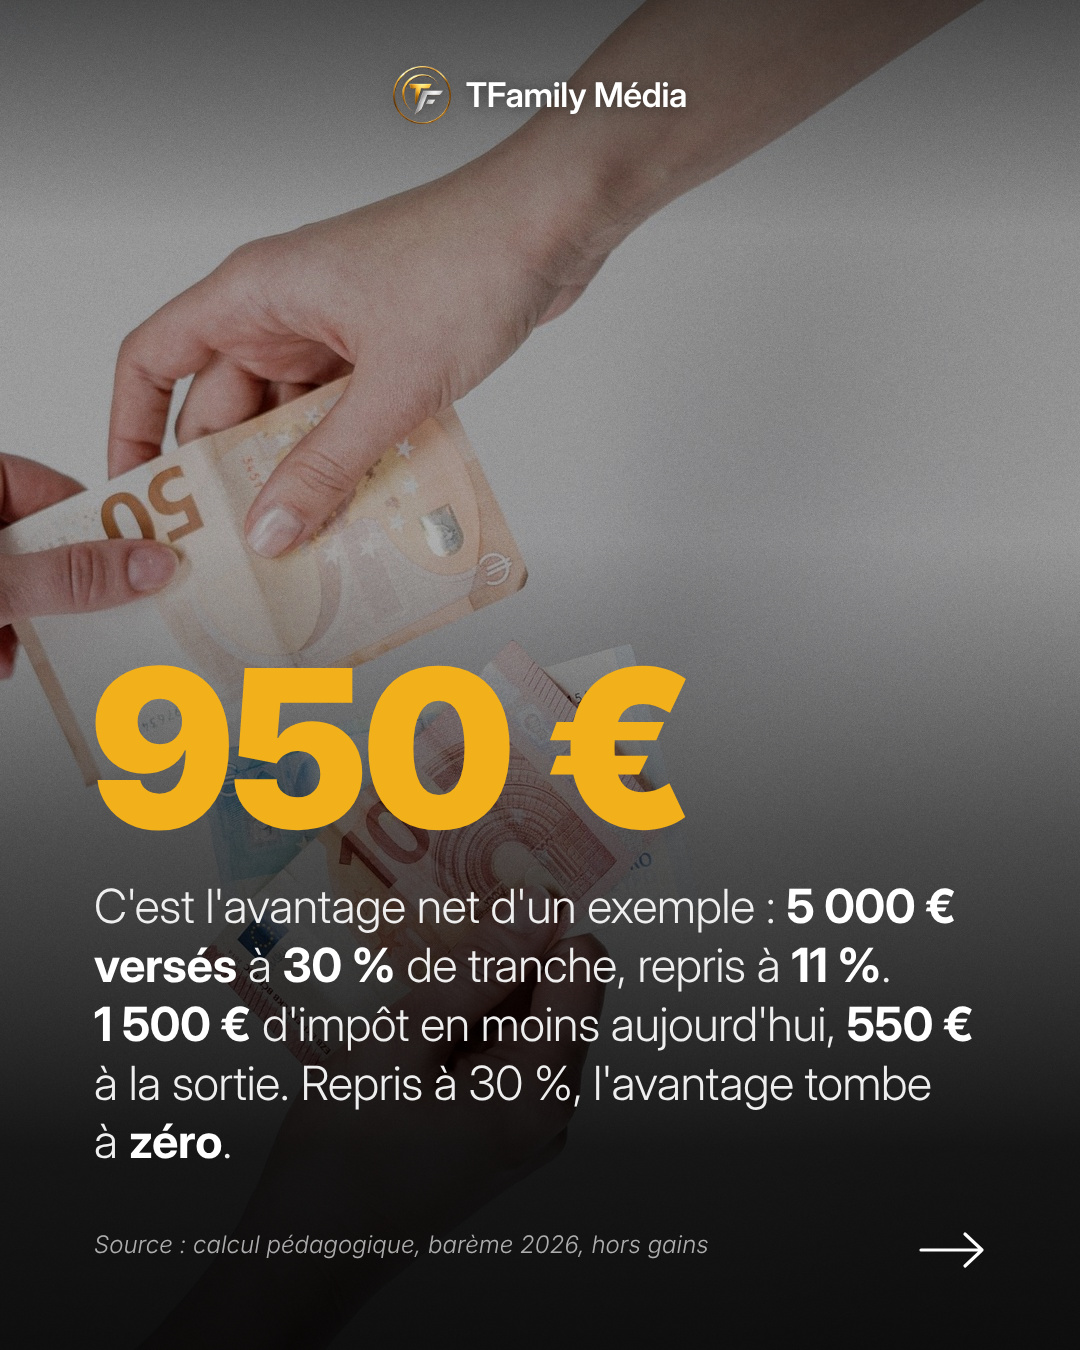 TFamily Média
50
10
950 €
C'est l'avantage net d'un exemple : 5 000 €
versés à 30 % de tranche, repris à 11 %.
1 500 € d'impôt en moins aujourd'hui, 550 €
à la sortie. Repris à 30 %, l'avantage tombe
à zéro.
Source : calcul pédagogique, barème 2026, hors gains